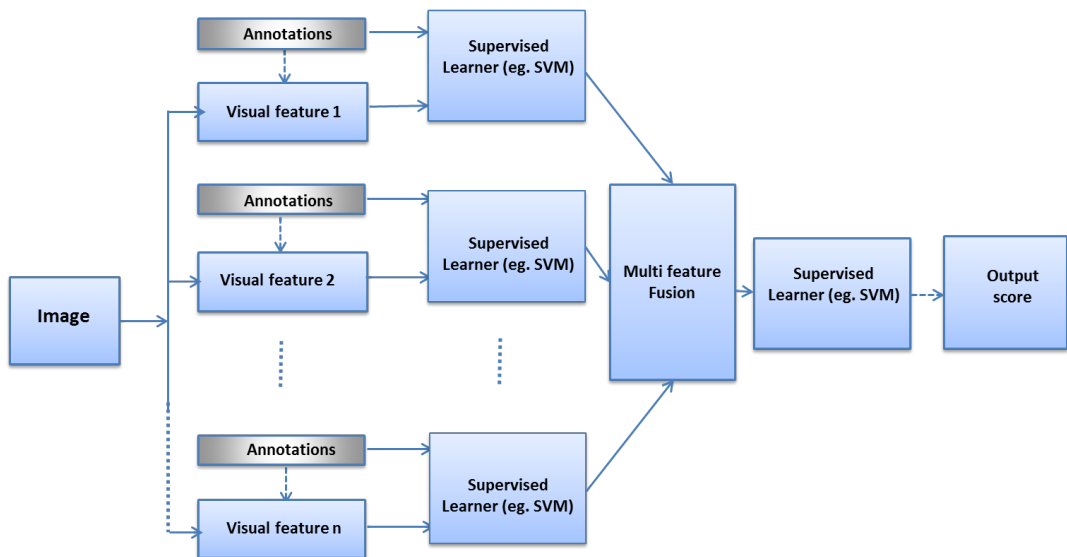 Annotations
Supervised
Learner (eg. SVM)
Visual feature 1
Annotations
Supervised
Learner (eg. SVM)
Visual feature 2
Image
Multi feature
Fusion
Supervised
Learner (eg. SVM)
Output
score
Annotations
Supervised
Learner (eg. SVM)
Visual feature n